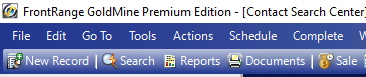 FrontRange GoldMine Premium Edition - [Contact Search Center]
File Edit Go To Tools Actions Schedule Complete
New Record Search Reports Documents Sale